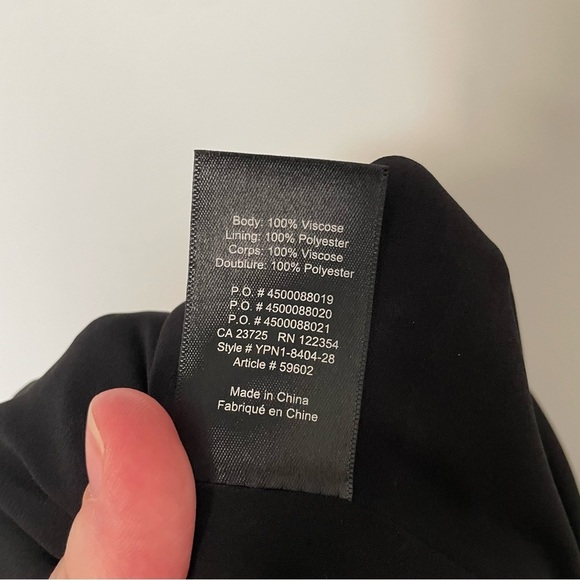 Body: 100% Viscose
Lining: 100% Polyester
Corps: 100% Viscose
Doublure: 100% Polyester
P.O. # 4500088019
P.O. # 4500088020
P.O. # 4500088021
CA 23725 RN 122354
Style # YPN1-8404-28
Article # 59602
Made in China
Fabriqué en Chine